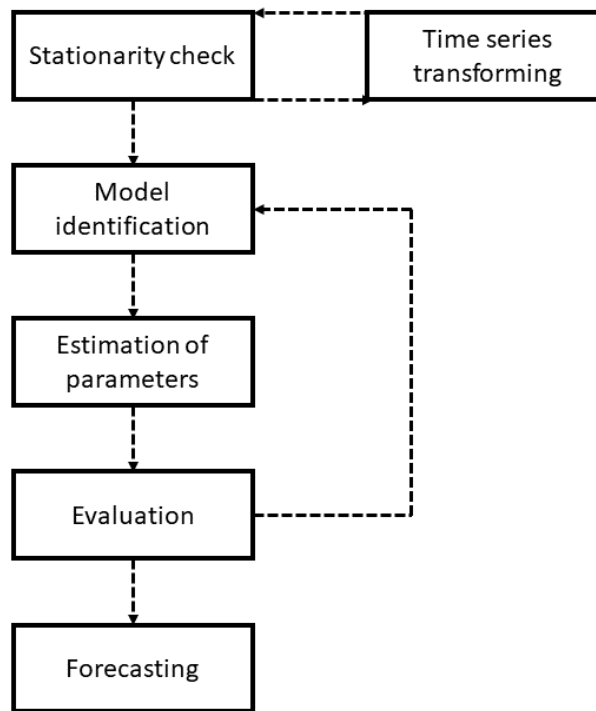 Stationarity check
Time series
transforming
Model
identification
Estimation of
parameters
Evaluation
Forecasting